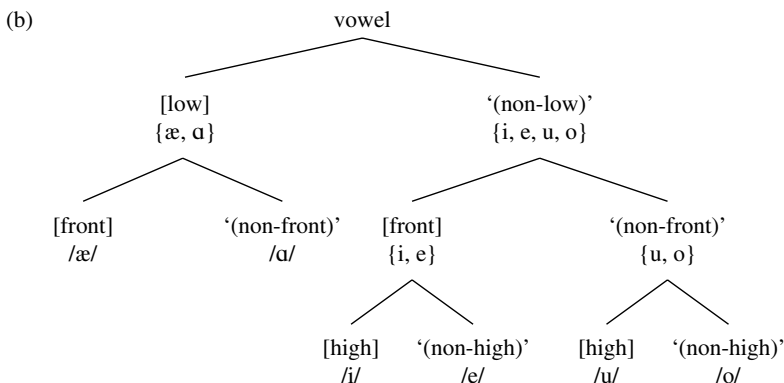 (b) vowel
[low] ‘(non-low)’
{æ, ɑ} {i, e, u, o}
[front] ‘(non-front)’ [front] ‘(non-front)’
/æ/ /ɑ/ {i, e} {u, o}
[high] ‘(non-high)’ [high] ‘(non-high)’
/i/ /e/ /u/ /o/